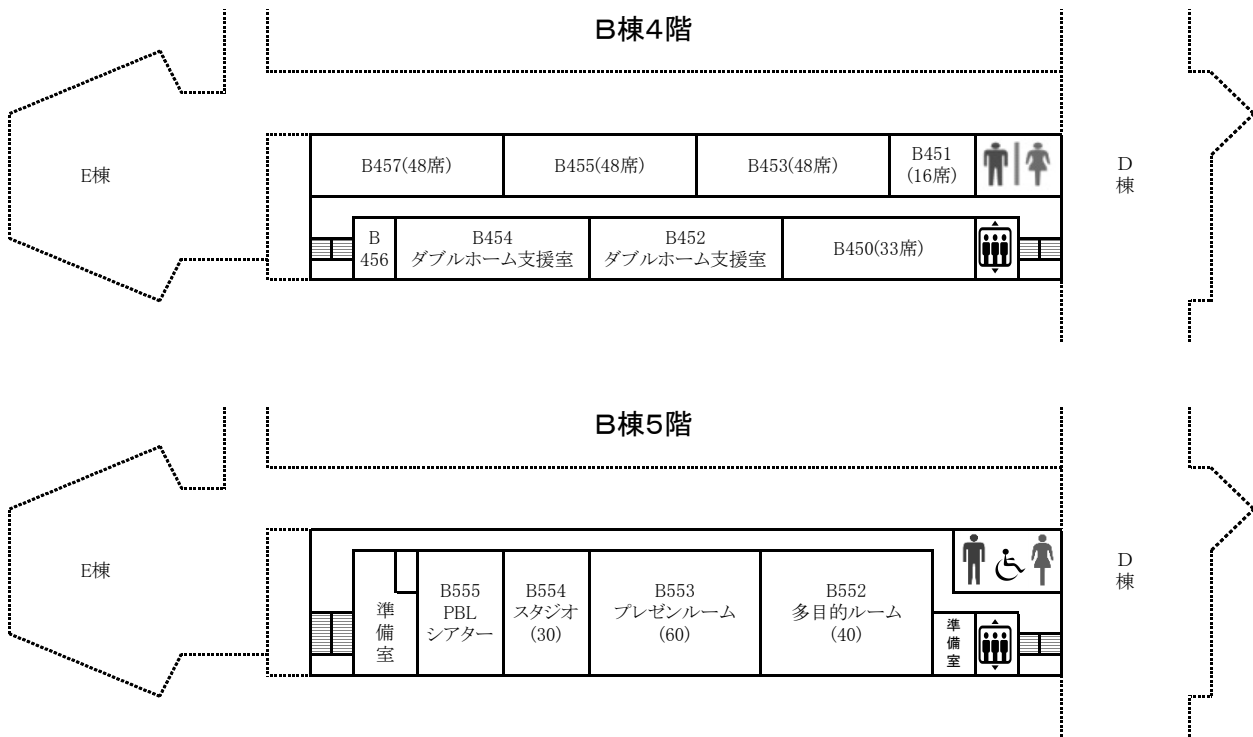 B棟4階
E棟
B457(48席)
B455(48席)
B453(48席)
B451
(16席)
D
棟
B
456
B454
ダブルホーム支援室
B452
ダブルホーム支援室
B450(33席)
B棟5階
E棟
準
備
室
B555
PBL
シアター
B554
スタジオ
(30)
B553
プレゼンルーム
(60)
B552
多目的ルーム
(40)
準
備
室
D
棟